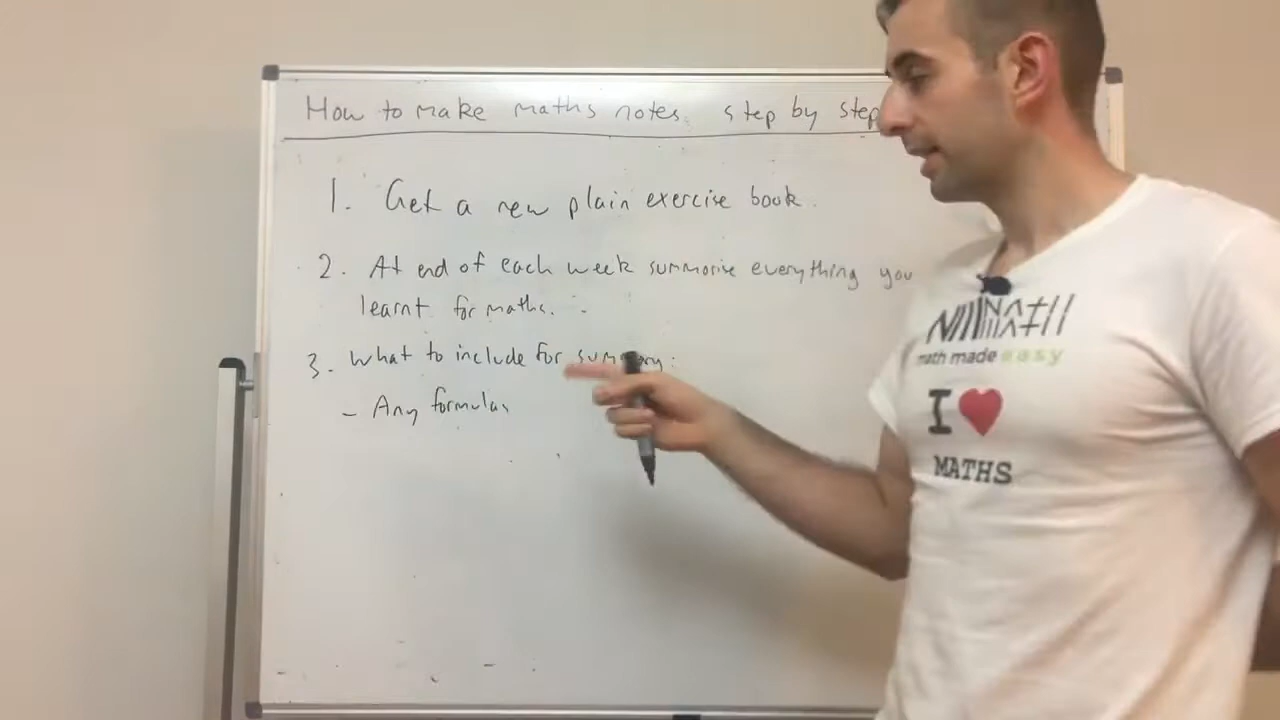 How to make maths notes. step by step
1. Get a new plain exercise book.
2. At end of each week summarise everything you
learnt for maths.
3. What to include for summary:
- Any formulas
NATH
math made easy
I ❤ MATHS